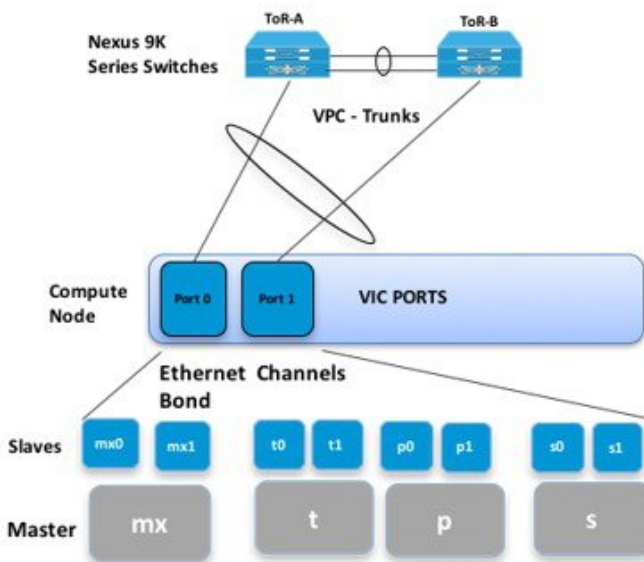 ToR-A
ToR-B
Nexus 9K
Series Switches
VPC - Trunks
Compute
Node
Port 0
Port 1
VIC PORTS
Ethernet Channels
Bond
Slaves
mx0
mx1
t0
t1
p0
p1
s0
s1
Master
mx
t
p
s